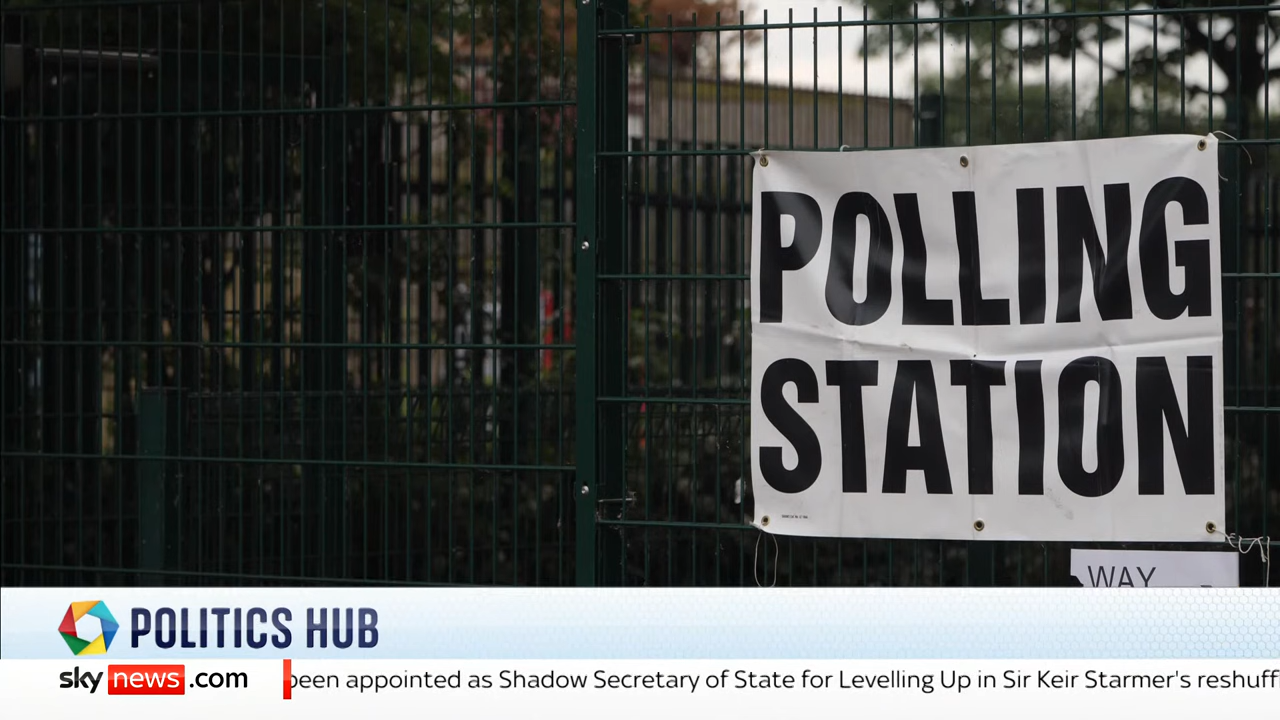 POLLING
STATION
WAY
POLITICS HUB
sky news.com
been appointed as Shadow Secretary of State for Levelling Up in Sir Keir Starmer's reshuff